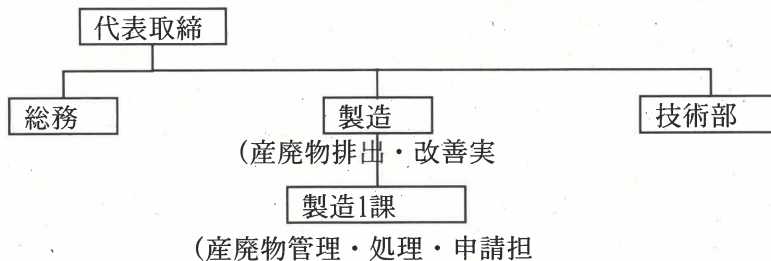 代表取締
総務
製造
技術部
(産廃物排出・改善実
製造1課
(産廃物管理・処理・申請担